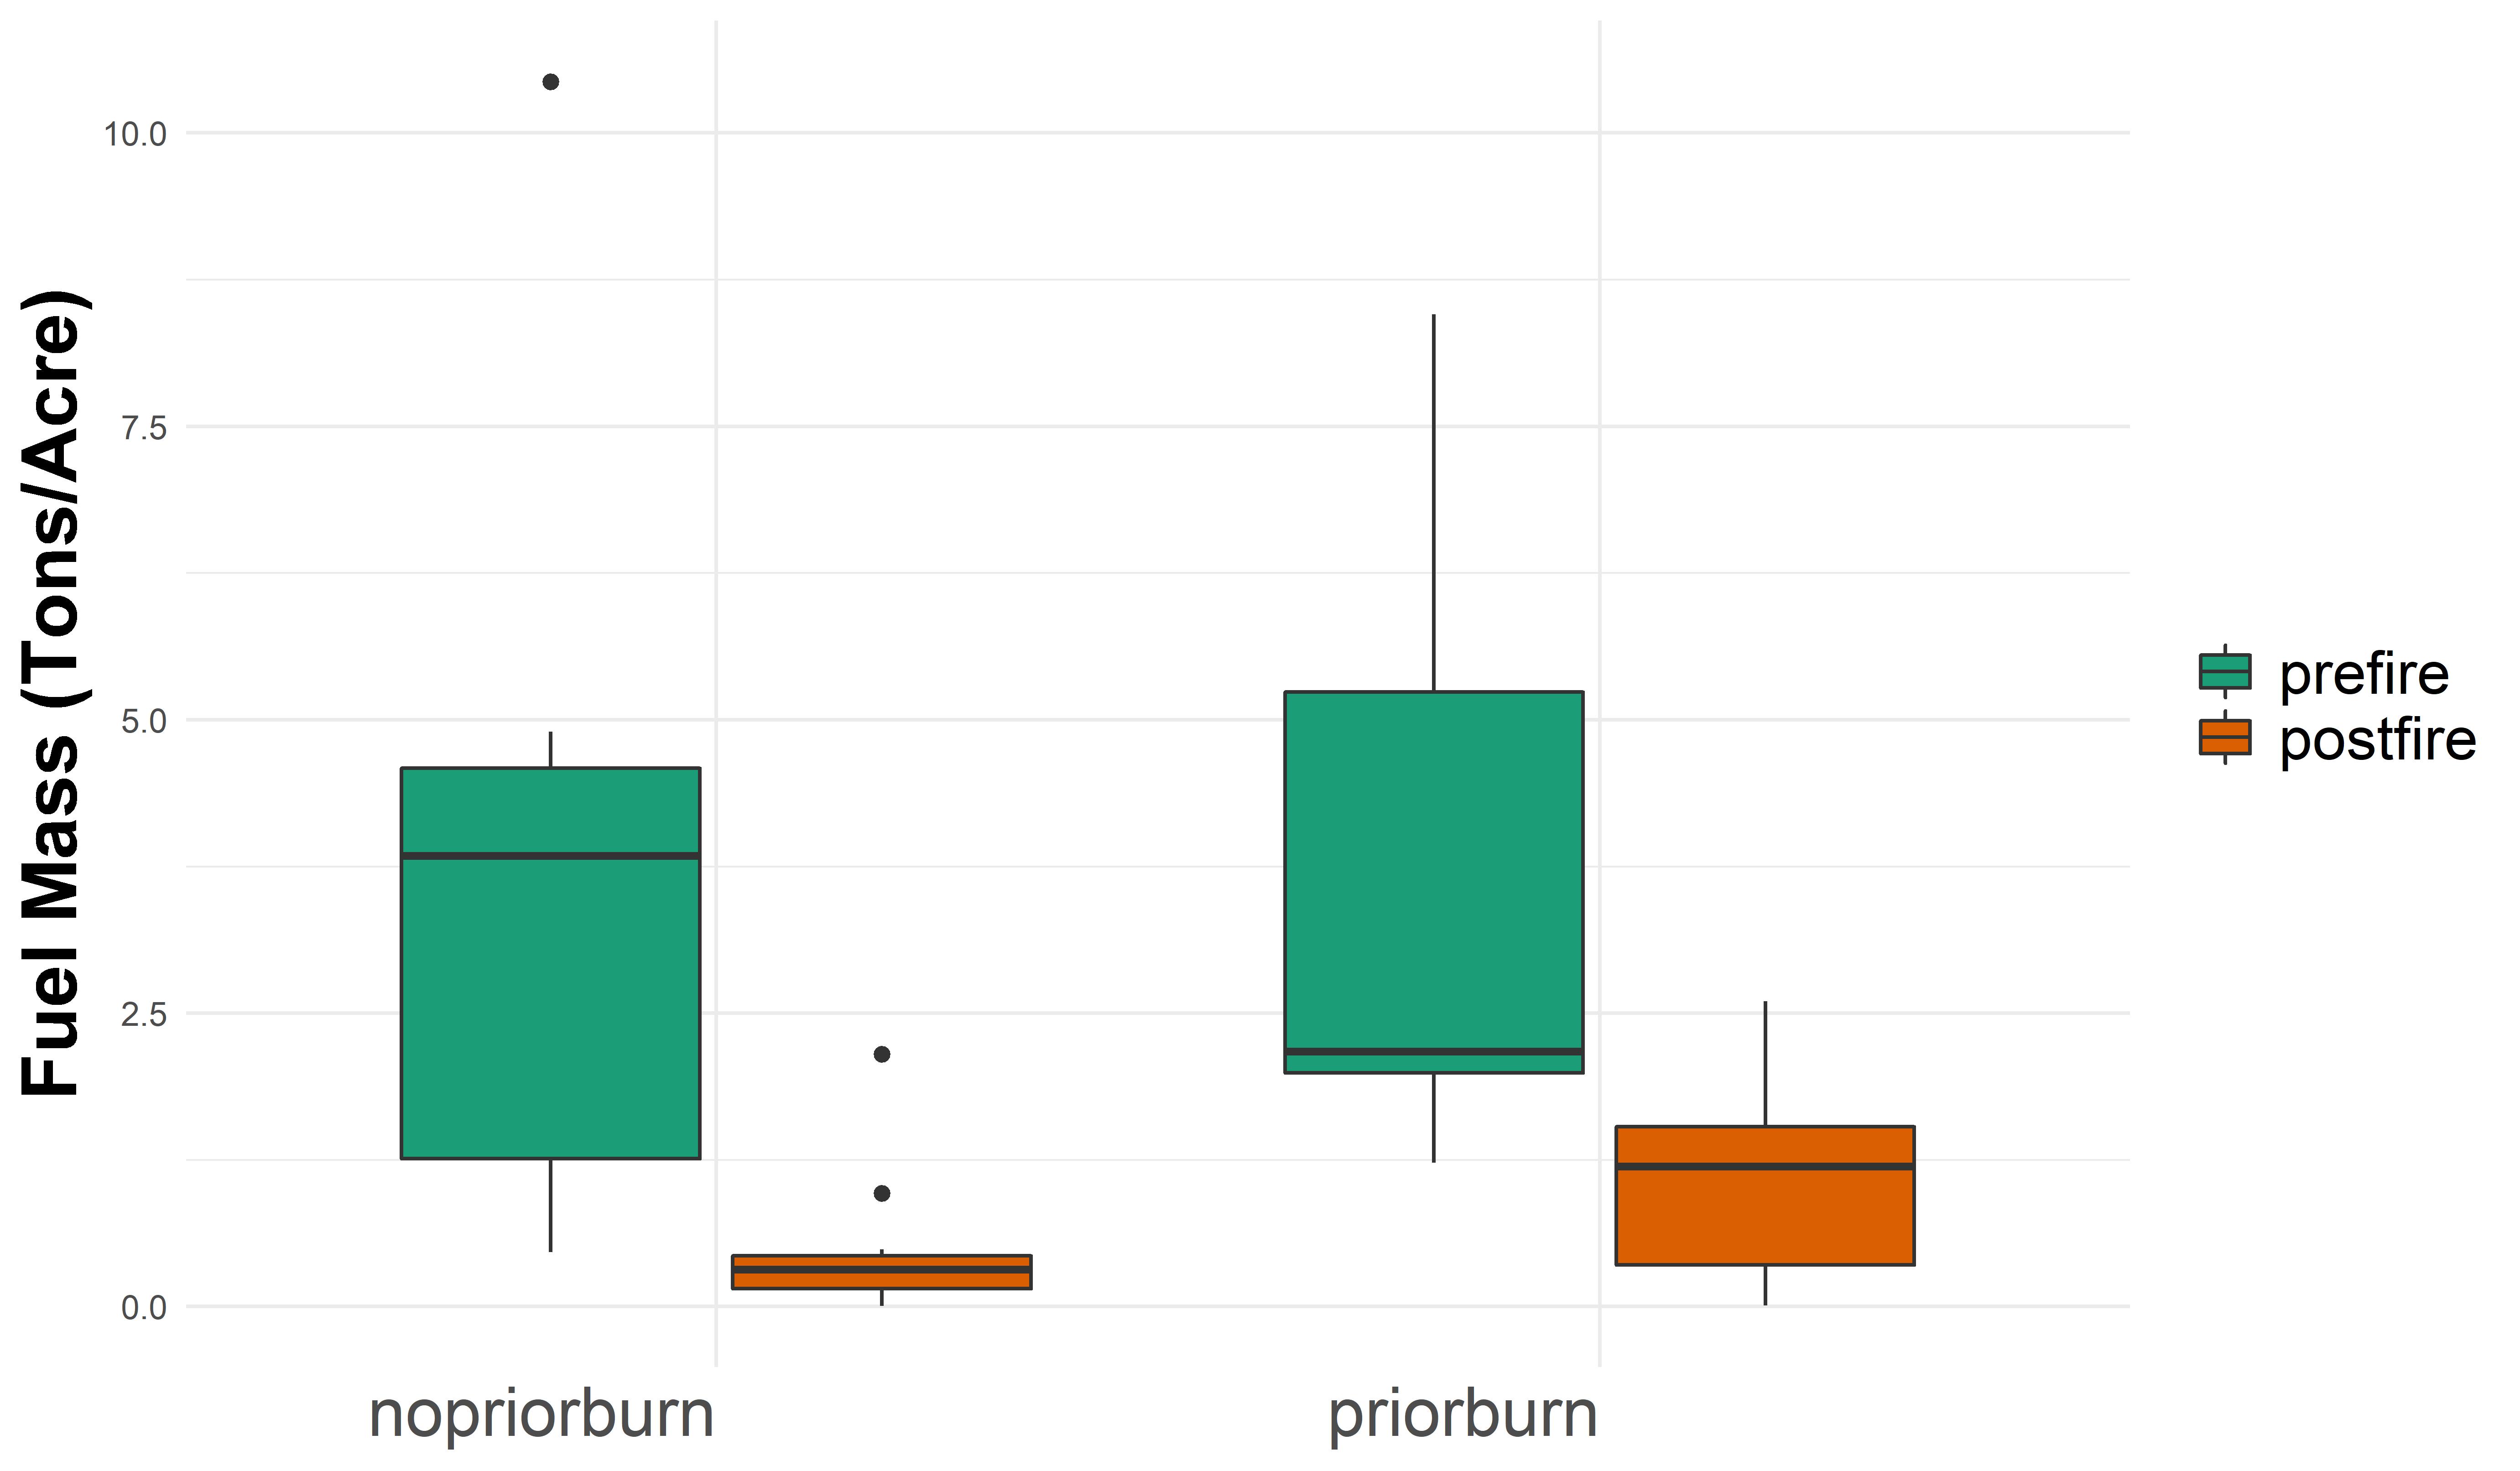 Fuel Mass (Tons/Acre)
10.0
7.5
5.0
2.5
0.0
nopriorburn
priorburn
prefire
postfire